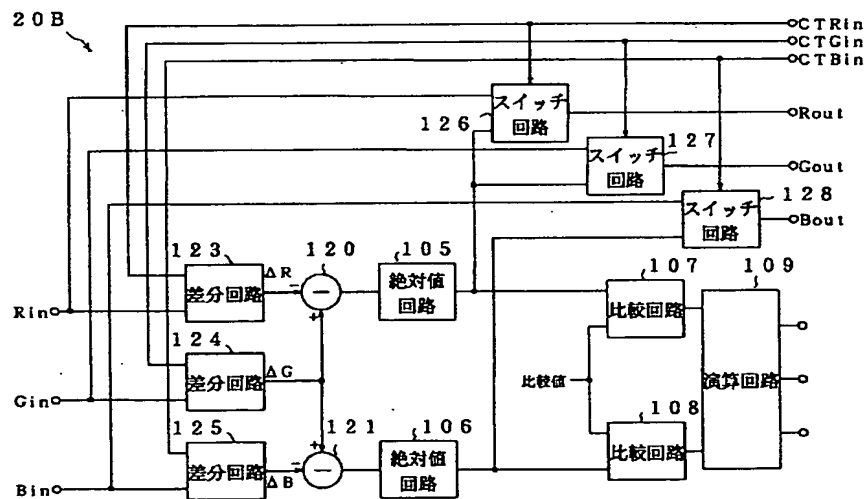 20B
CTRin
CTGin
CTBin
スイッチ
回路
126
Rout
スイッチ
回路
127
Gout
スイッチ
回路
128
Bout
123
差分回路
ΔR
120
−
+
105
絶対値
回路
107
比較回路
109
演算回路
Rin
124
差分回路
ΔG
比較値
Gin
125
差分回路
ΔB
+
−
121
106
絶対値
回路
108
比較回路
Bin